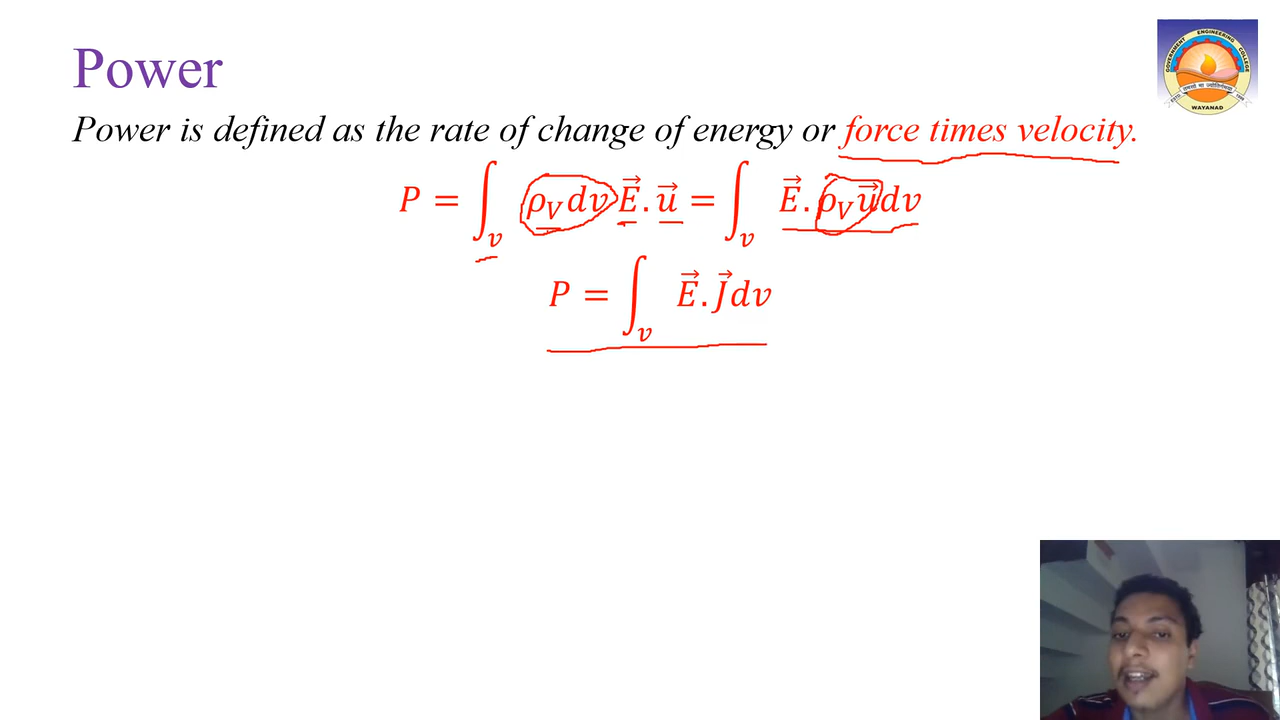 Power
GOVERNMENT ENGINEERING COLLEGE
WAYANAD
Power is defined as the rate of change of energy or force times velocity.
P = ∫_v ρ_V dv E⃗ . u⃗ = ∫_v E⃗ . ρ_V u⃗ dv
P = ∫_v E⃗ . J⃗ dv